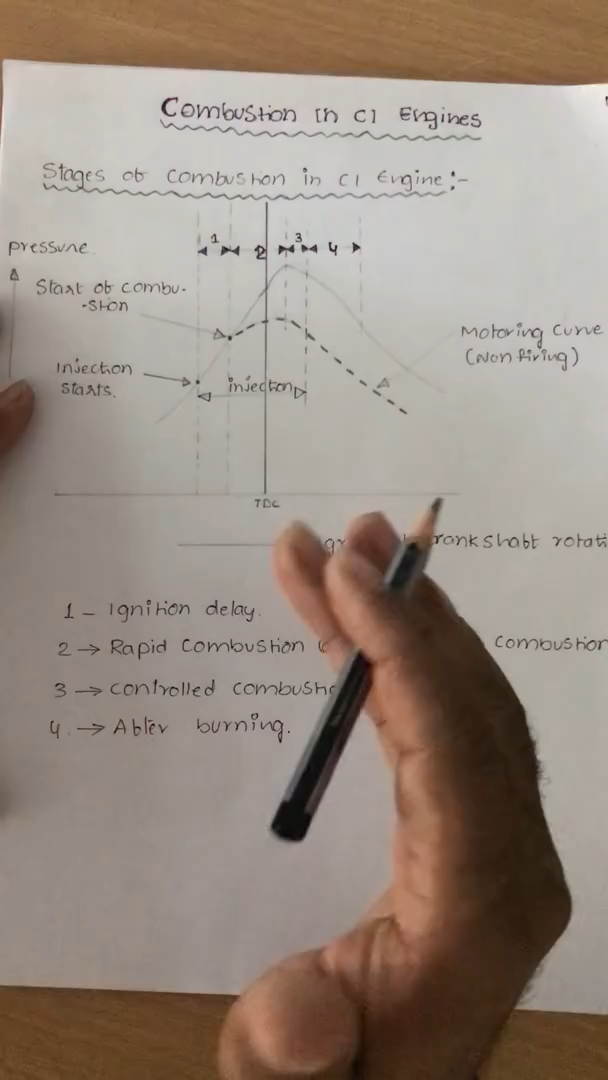 Combustion in CI Engines
Stages of combustion in CI Engine:-
1
2
3
4
pressure
Start of combu-
-stion
Injection
starts.
injection
Motoring curve
(Non firing)
TDC
crankshaft rotati
1 - Ignition delay.
2 → Rapid combustion ( combustion
3 → controlled combustio
4. → After burning.